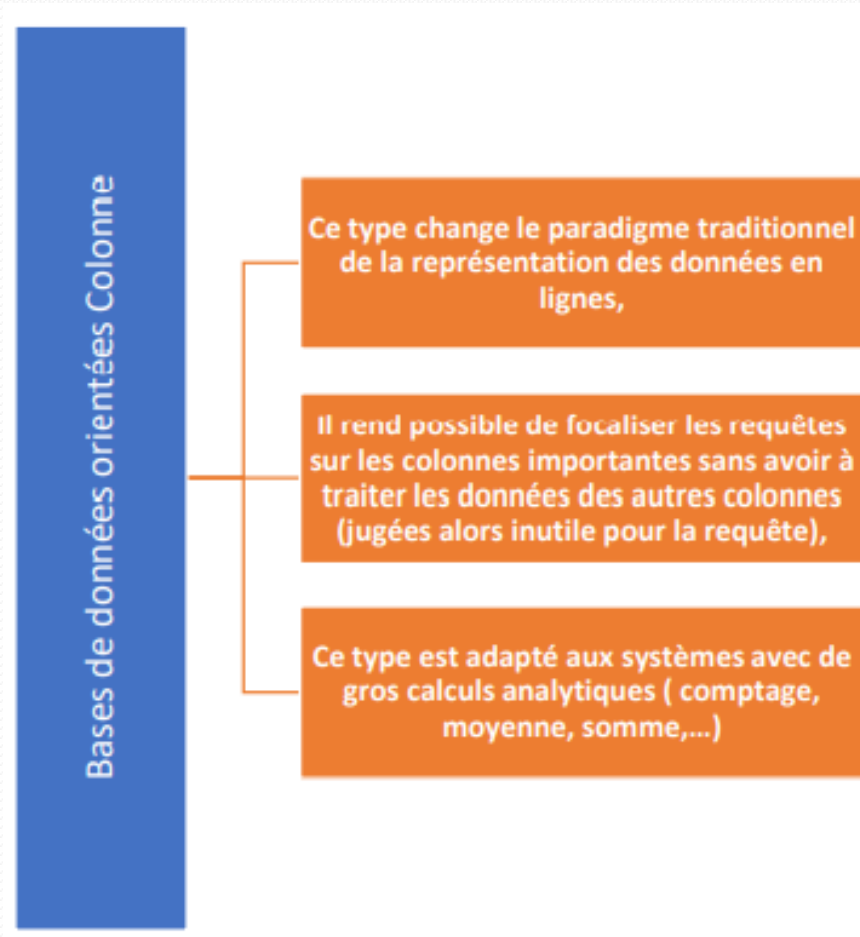 Bases de données orientées Colonne
Ce type change le paradigme traditionnel
de la représentation des données en
lignes,
Il rend possible de focaliser les requêtes
sur les colonnes importantes sans avoir à
traiter les données des autres colonnes
(jugées alors inutile pour la requête),
Ce type est adapté aux systèmes avec de
gros calculs analytiques ( comptage,
moyenne, somme,...)